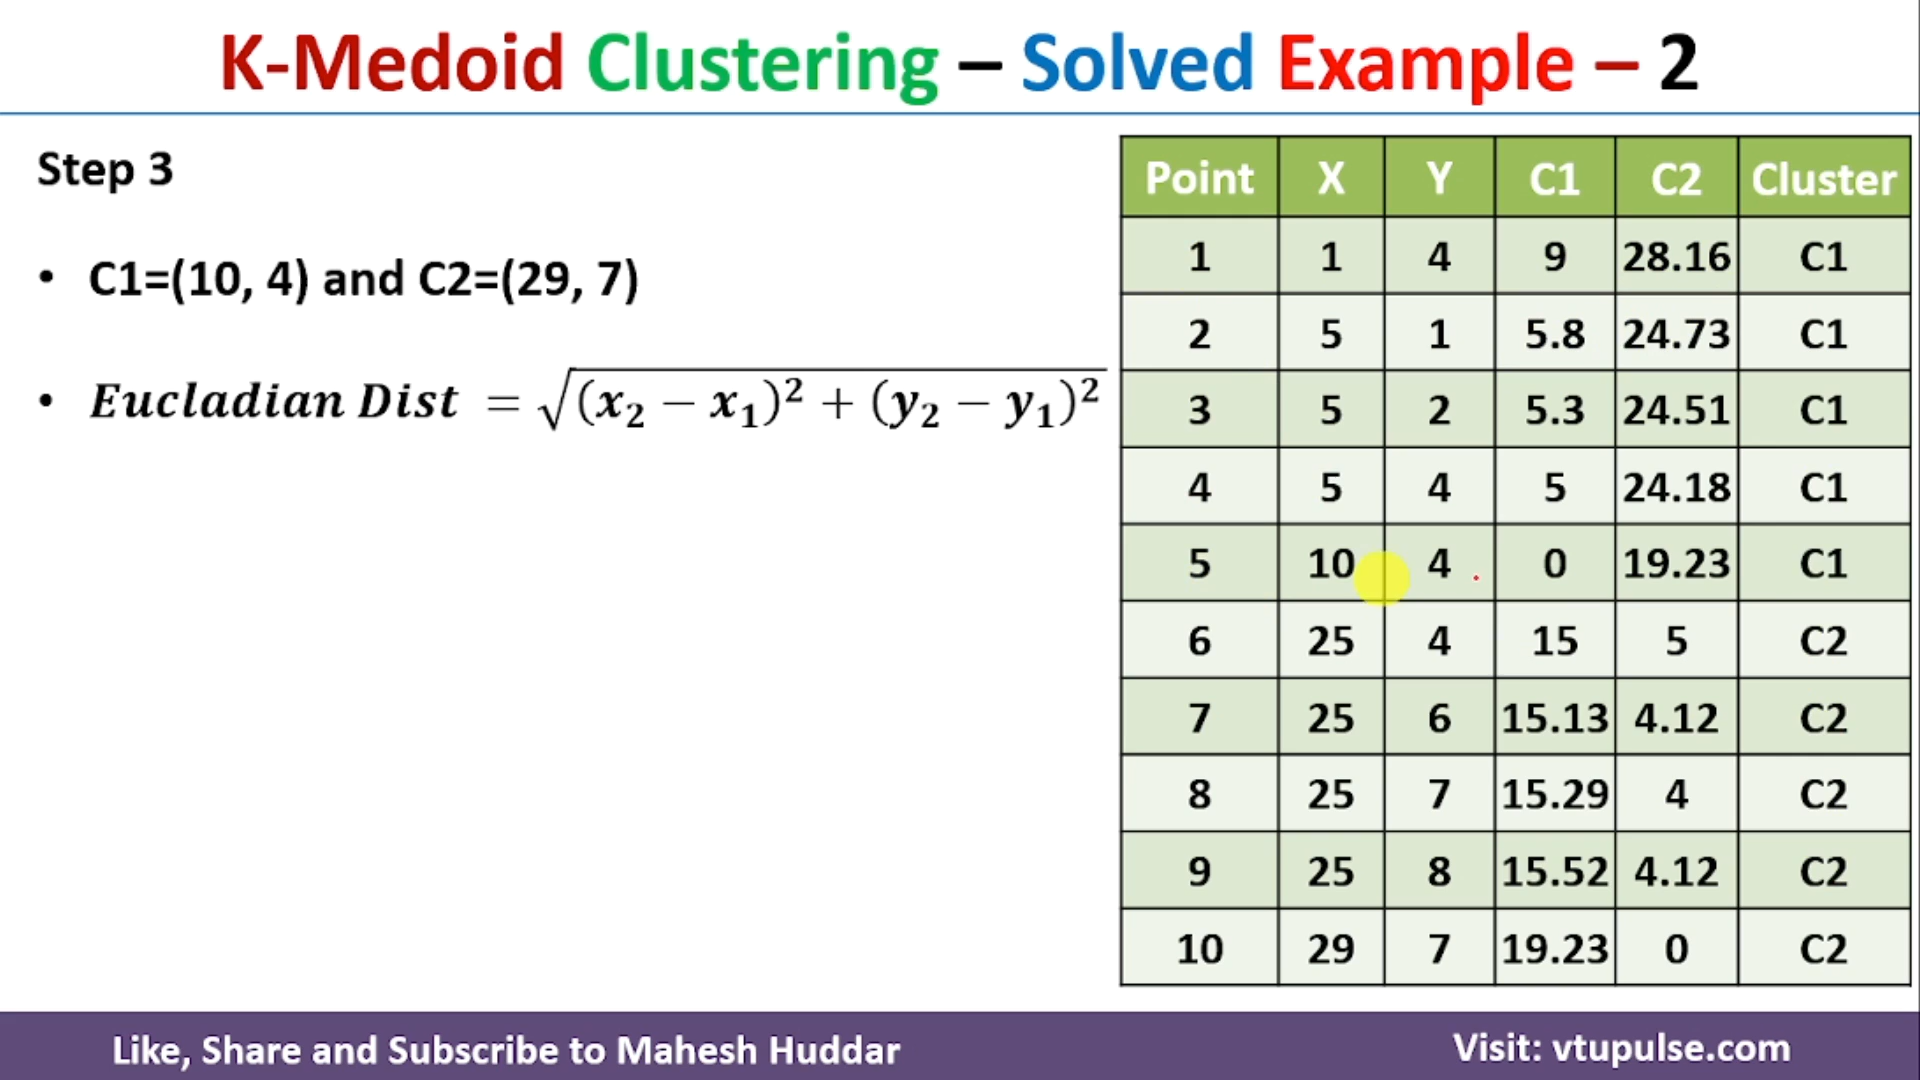 K-Medoid Clustering – Solved Example – 2
Step 3
• C1=(10, 4) and C2=(29, 7)
• Eucladian Dist = √(x₂ − x₁)² + (y₂ − y₁)²
Point X Y C1 C2 Cluster
1 1 4 9 28.16 C1
2 5 1 5.8 24.73 C1
3 5 2 5.3 24.51 C1
4 5 4 5 24.18 C1
5 10 4 0 19.23 C1
6 25 4 15 5 C2
7 25 6 15.13 4.12 C2
8 25 7 15.29 4 C2
9 25 8 15.52 4.12 C2
10 29 7 19.23 0 C2
Like, Share and Subscribe to Mahesh Huddar
Visit: vtupulse.com